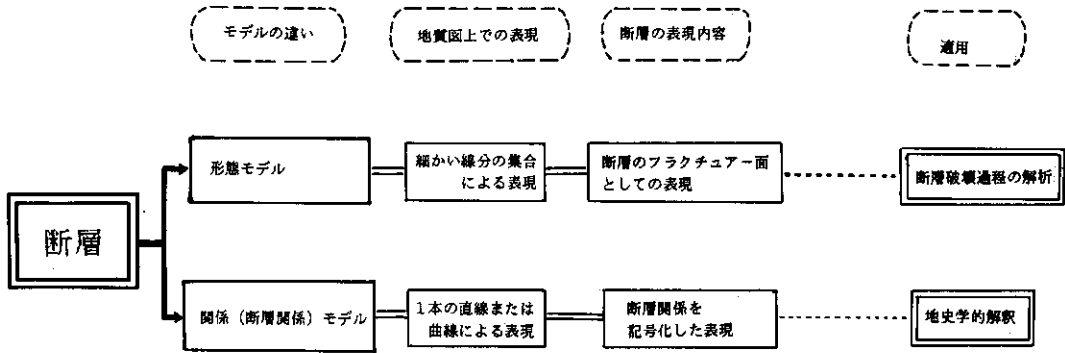 モデルの違い
地質図上での表現
断層の表現内容
適用
断層
形態モデル
細かい線分の集合
による表現
断層のフラクチュアー面
としての表現
断層破壊過程の解析
関係（断層関係）モデル
1本の直線または
曲線による表現
断層関係を
記号化した表現
地史学的解釈